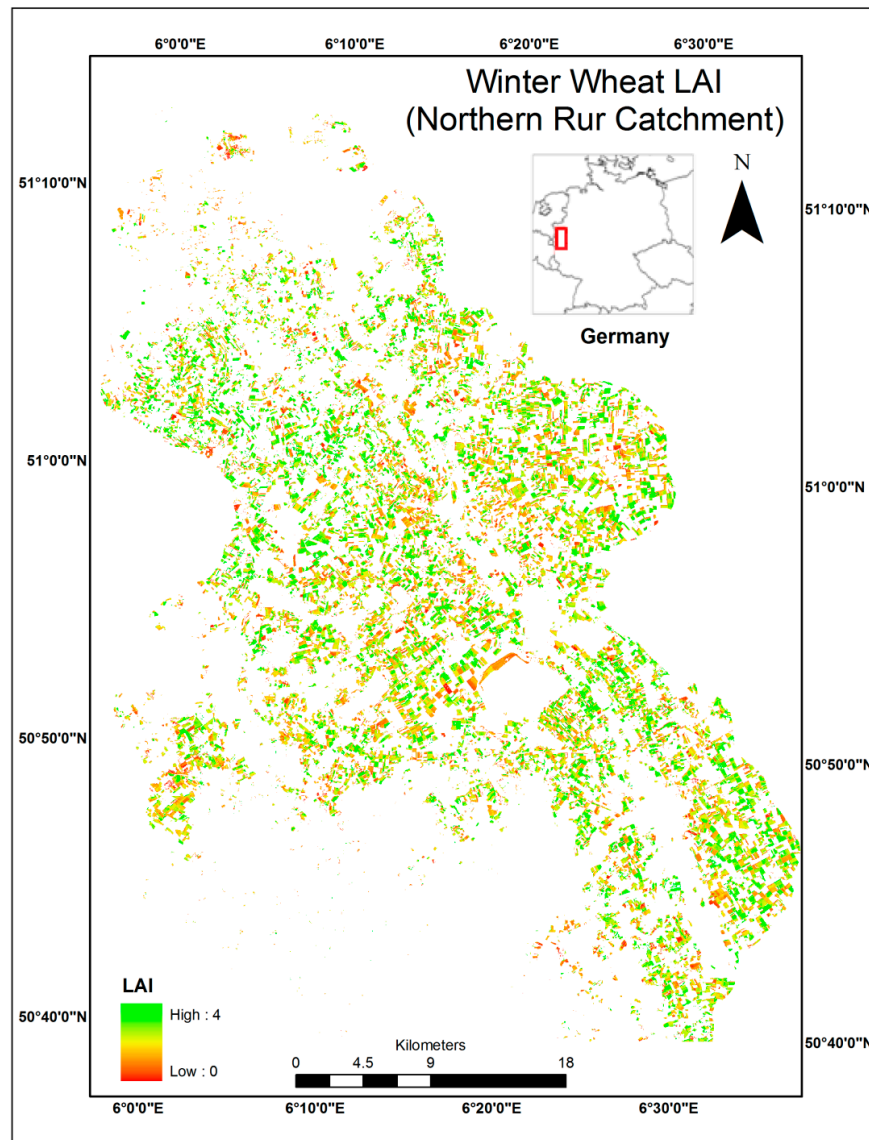 6°0'0"E 6°10'0"E 6°20'0"E 6°30'0"E
Winter Wheat LAI
(Northern Rur Catchment)
N
51°10'0"N
51°10'0"N
Germany
51°0'0"N
51°0'0"N
50°50'0"N
50°50'0"N
LAI
High : 4
Low : 0
50°40'0"N
50°40'0"N
Kilometers
0 4.5 9 18
6°0'0"E 6°10'0"E 6°20'0"E 6°30'0"E